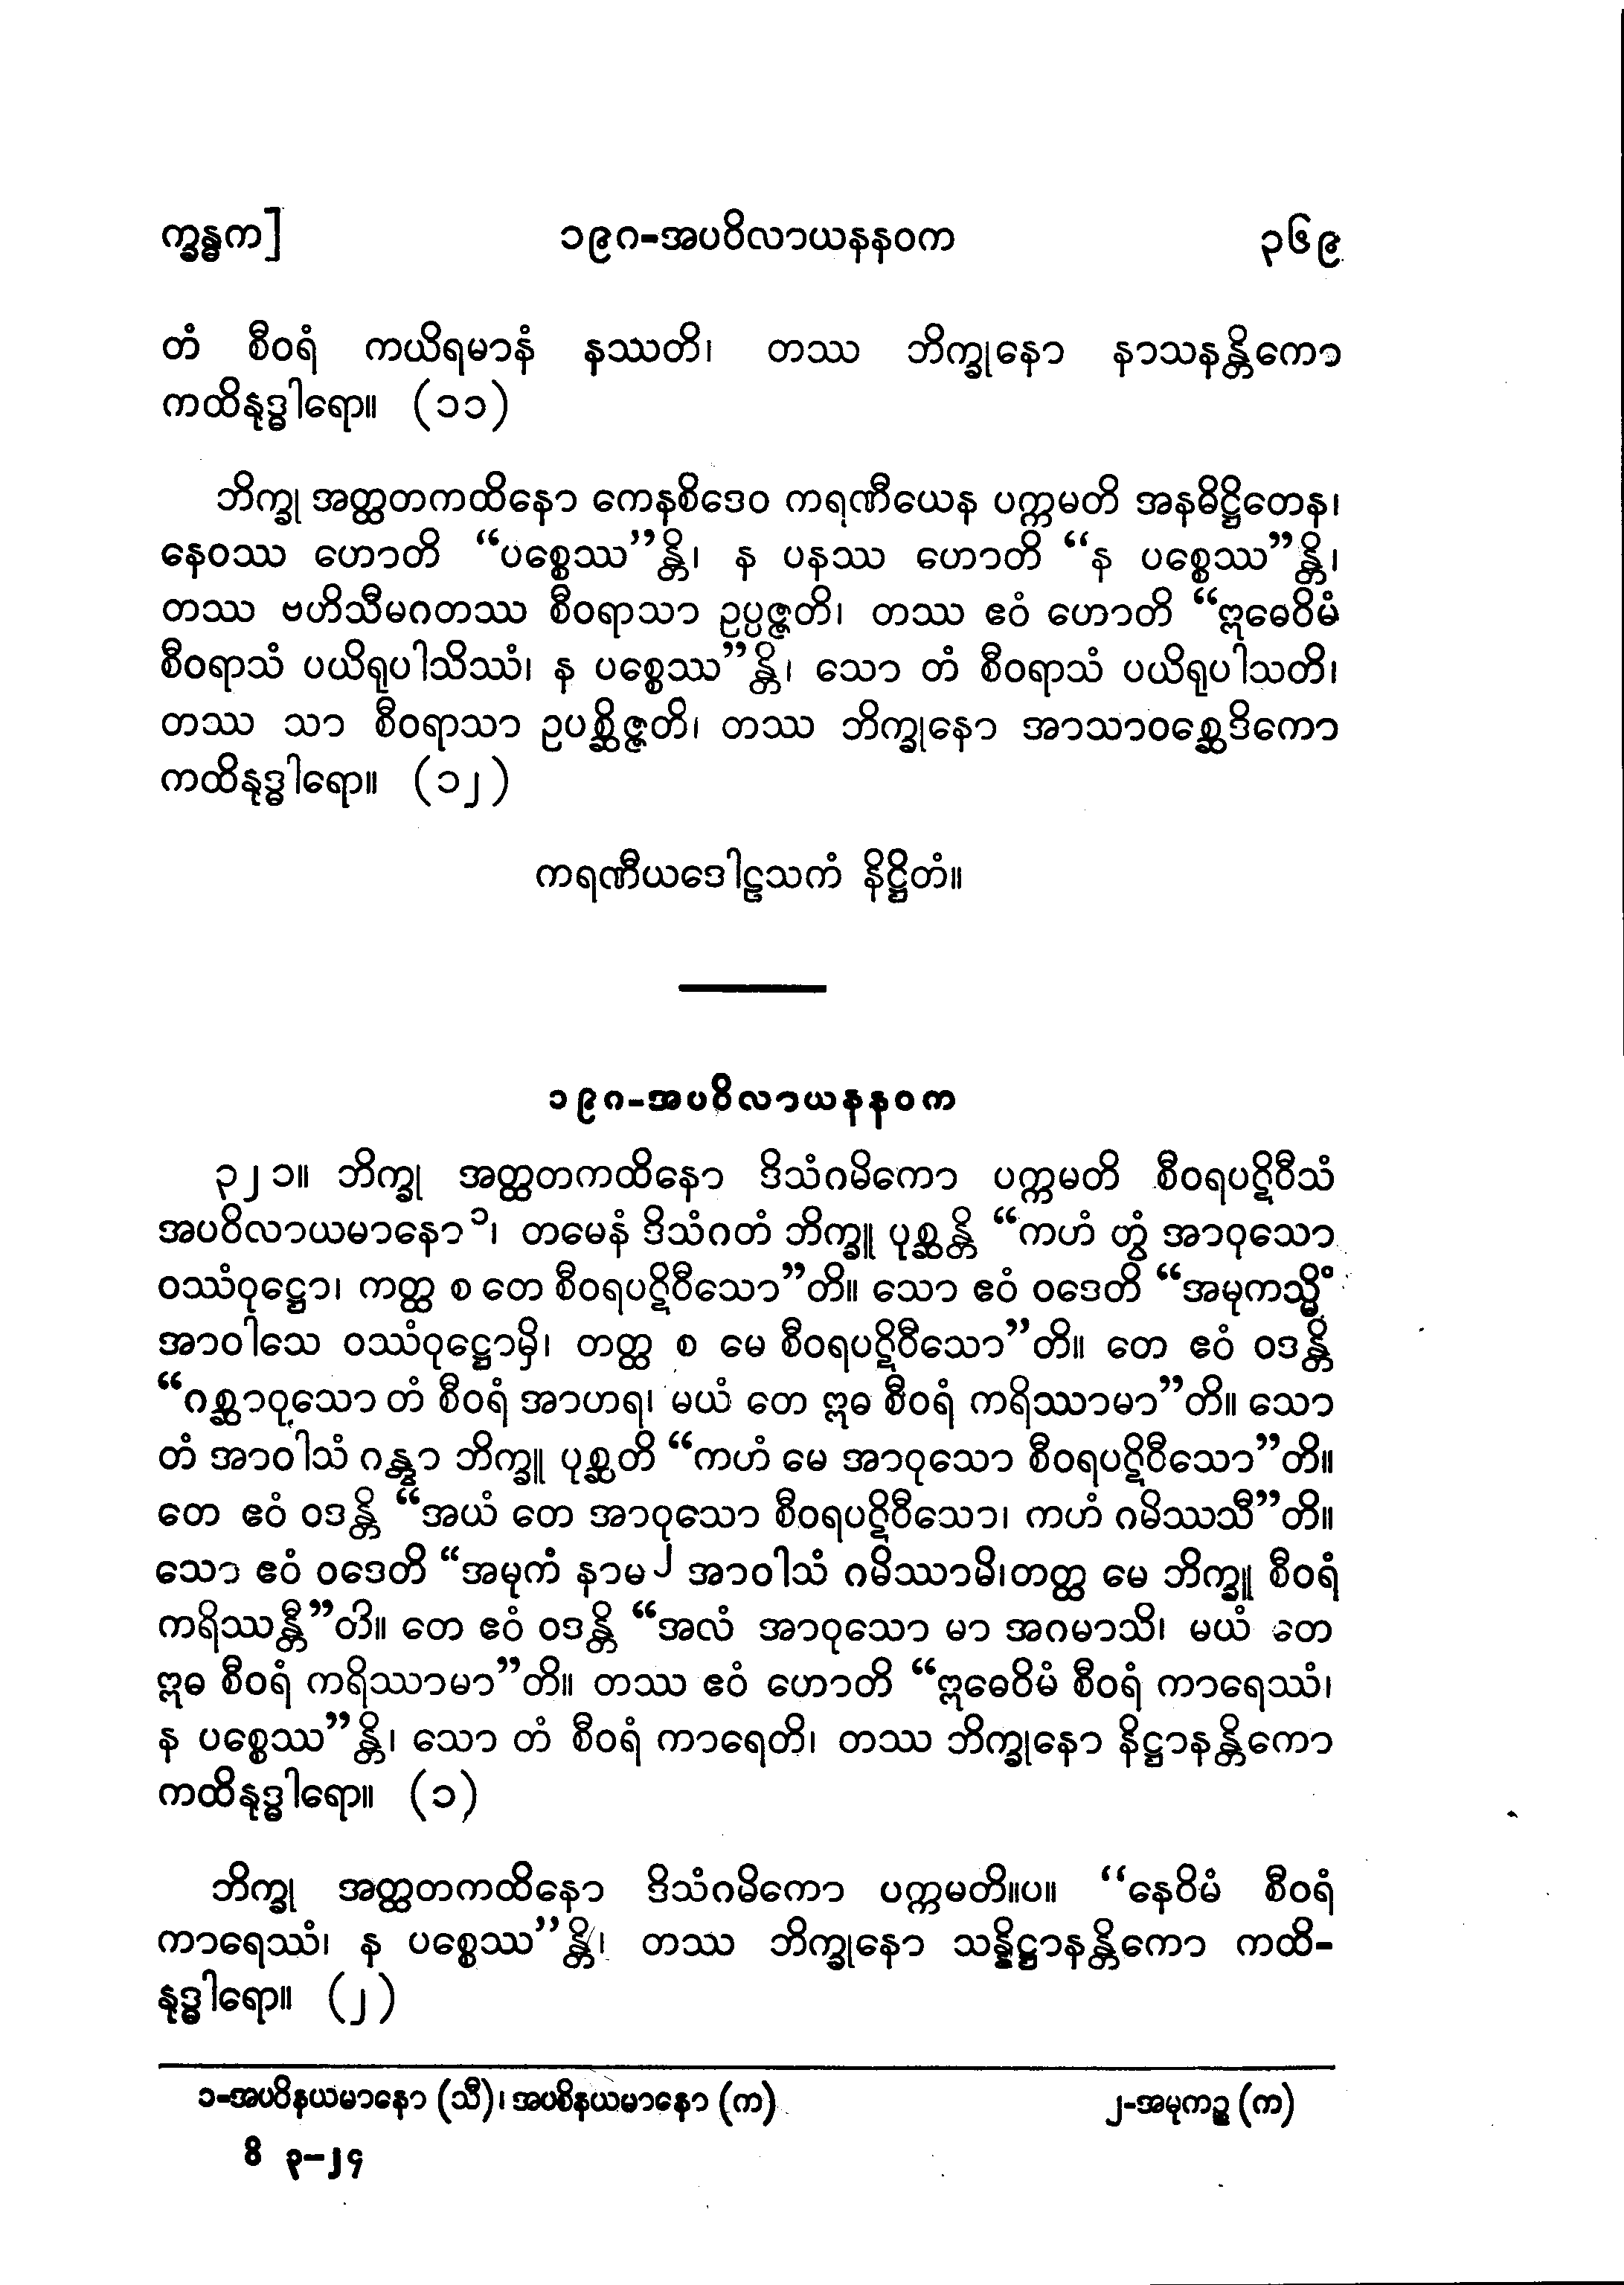 က္ခန္ဓက]
၁၉၈-အပဝိလာယနနဝက
၃၆၉
တံ စီဝရံ ကယိရမာနံ နဿတိ၊ တဿ ဘိက္ခုနော နာသနန္တိကော
ကထိနုဒ္ဓါရော။ (၁၁)
ဘိက္ခု အတ္ထတကထိနော ကေနစိဒေဝ ကရဏီယေန ပက္ကမတိ အနဓိဋ္ဌိတေန၊
နေဝဿ ဟောတိ “ပစ္စေဿ”န္တိ၊ န ပနဿ ဟောတိ “န ပစ္စေဿ”န္တိ၊
တဿ ဗဟိသီမဂတဿ စီဝရာသာ ဥပ္ပဇ္ဇတိ၊ တဿ ဧဝံ ဟောတိ “ဣဓေဝိမံ
စီဝရာသံ ပယိရုပါသိဿံ၊ န ပစ္စေဿ”န္တိ၊ သော တံ စီဝရာသံ ပယိရုပါသတိ၊
တဿ သာ စီဝရာသာ ဥပစ္ဆိဇ္ဇတိ၊ တဿ ဘိက္ခုနော အာသာဝစ္ဆေဒိကော
ကထိနုဒ္ဓါရော။ (၁၂)
ကရဏီယဒေါဠသကံ နိဋ္ဌိတံ။
၁၉၈-အပဝိလာယနနဝက
၃၂၁။ ဘိက္ခု အတ္ထတကထိနော ဒိသံဂမိကော ပက္ကမတိ စီဝရပဋိဝီသံ
အပဝိလာယမာနော၁၊ တမေနံ ဒိသံဂတံ ဘိက္ခူ ပုစ္ဆန္တိ “ကဟံ တွံ အာဝုသော
ဝဿံဝုဋ္ဌော၊ ကတ္ထ စ တေ စီဝရပဋိဝီသော”တိ။ သော ဧဝံ ဝဒေတိ “အမုကသ္မိံ
အာဝါသေ ဝဿံဝုဋ္ဌောမှိ၊ တတ္ထ စ မေ စီဝရပဋိဝီသော”တိ။ တေ ဧဝံ ဝဒန္တိ
“ဂစ္ဆာဝုသော တံ စီဝရံ အာဟရ၊ မယံ တေ ဣဓ စီဝရံ ကရိဿာမာ”တိ။ သော
တံ အာဝါသံ ဂန္တွာ ဘိက္ခူ ပုစ္ဆတိ “ကဟံ မေ အာဝုသော စီဝရပဋိဝီသော”တိ။
တေ ဧဝံ ဝဒန္တိ “အယံ တေ အာဝုသော စီဝရပဋိဝီသော၊ ကဟံ ဂမိဿသီ”တိ။
သော ဧဝံ ဝဒေတိ “အမုကံ နာမ၂ အာဝါသံ ဂမိဿာမိ၊တတ္ထ မေ ဘိက္ခူ စီဝရံ
ကရိဿန္တီ”တိ။ တေ ဧဝံ ဝဒန္တိ “အလံ အာဝုသော မာ အဂမာသိ၊ မယံ တေ
ဣဓ စီဝရံ ကရိဿာမာ”တိ။ တဿ ဧဝံ ဟောတိ “ဣဓေဝိမံ စီဝရံ ကာရေဿံ၊
န ပစ္စေဿ”န္တိ၊ သော တံ စီဝရံ ကာရေတိ၊ တဿ ဘိက္ခုနော နိဋ္ဌာနန္တိကော
ကထိနုဒ္ဓါရော။ (၁)
ဘိက္ခု အတ္ထတကထိနော ဒိသံဂမိကော ပက္ကမတိ။ပ။ “နေဝိမံ စီဝရံ
ကာရေဿံ၊ န ပစ္စေဿ”န္တိ၊ တဿ ဘိက္ခုနော သန္နိဋ္ဌာနန္တိကော ကထိ-
နုဒ္ဓါရော။ (၂)
၁-အပဝိနယမာနော (သီ)၊ အပစိနယမာနော (က)
၂-အမုကဉ္စ (က)
ဝိ ၃-၂၄